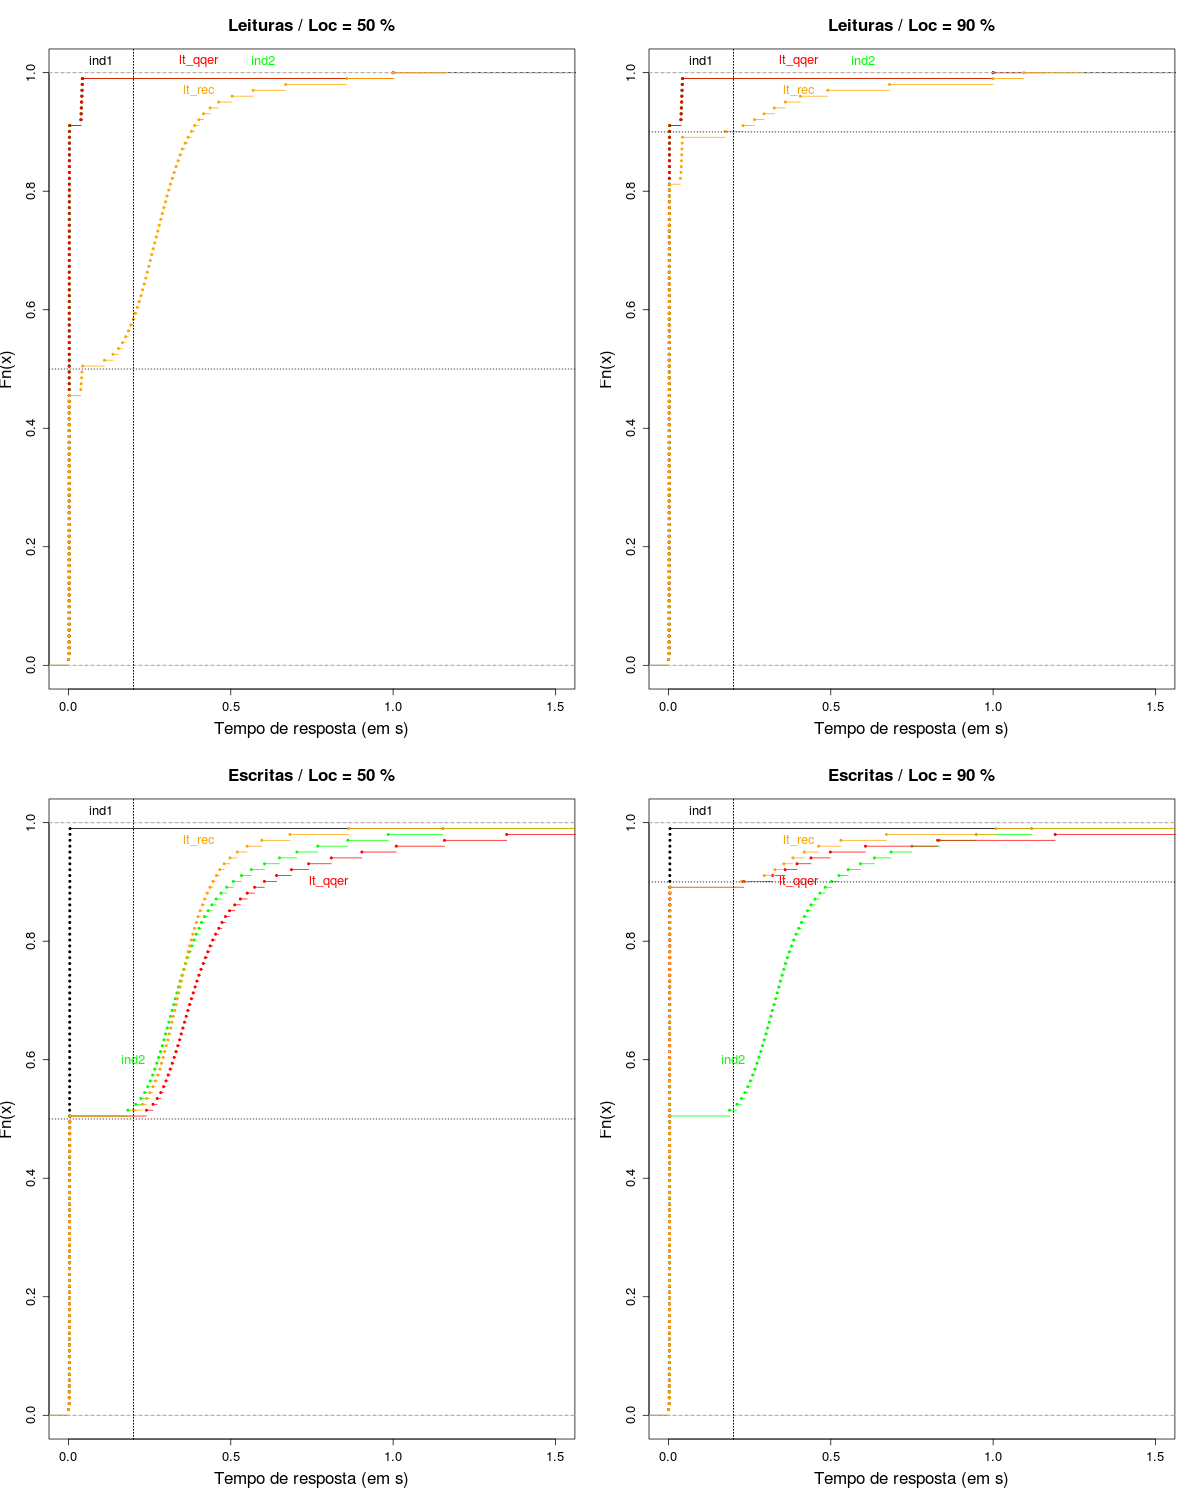 Leituras / Loc = 50 %
ind1
lt_qqer
ind2
lt_rec
Fn(x)
1.0
0.8
0.6
0.4
0.2
0.0
0.0
0.5
1.0
1.5
Tempo de resposta (em s)
Leituras / Loc = 90 %
ind1
lt_qqer
ind2
lt_rec
Fn(x)
1.0
0.8
0.6
0.4
0.2
0.0
0.0
0.5
1.0
1.5
Tempo de resposta (em s)
Escritas / Loc = 50 %
ind1
lt_rec
lt_qqer
ind2
Fn(x)
1.0
0.8
0.6
0.4
0.2
0.0
0.0
0.5
1.0
1.5
Tempo de resposta (em s)
Escritas / Loc = 90 %
ind1
lt_rec
lt_qqer
ind2
Fn(x)
1.0
0.8
0.6
0.4
0.2
0.0
0.0
0.5
1.0
1.5
Tempo de resposta (em s)